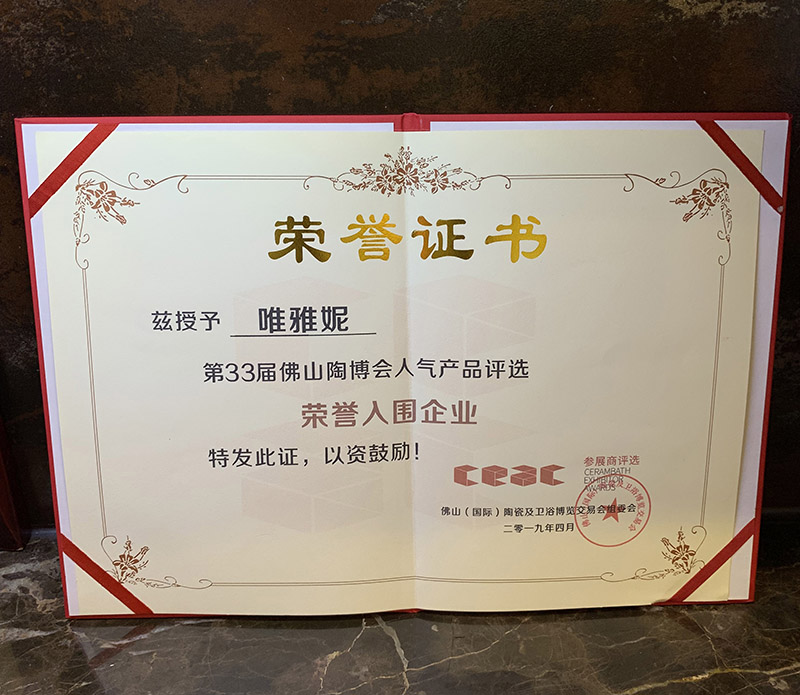 荣誉证书
兹授予 唯雅妮
第33届佛山陶博会人气产品评选
荣誉入围企业
特发此证，以资鼓励！
ceac 参展商评选
CERAMBATH
EXHIBITOR
AWARDS
佛山（国际）陶瓷及卫浴博览交易会组委会
二零一九年四月